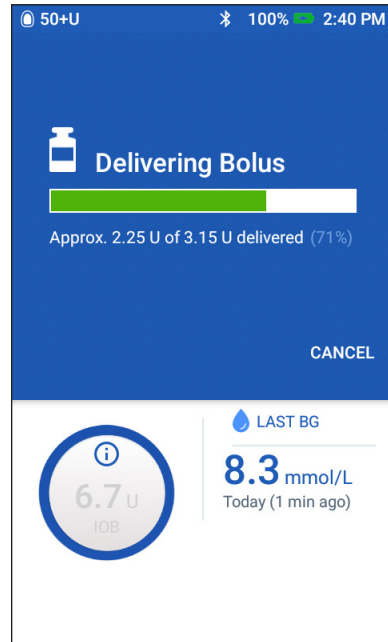 50+U 100% 2:40 PM
Delivering Bolus
Approx. 2.25 U of 3.15 U delivered (71%)
CANCEL
LAST BG
8.3 mmol/L
Today (1 min ago)
i
6.7 U
IOB